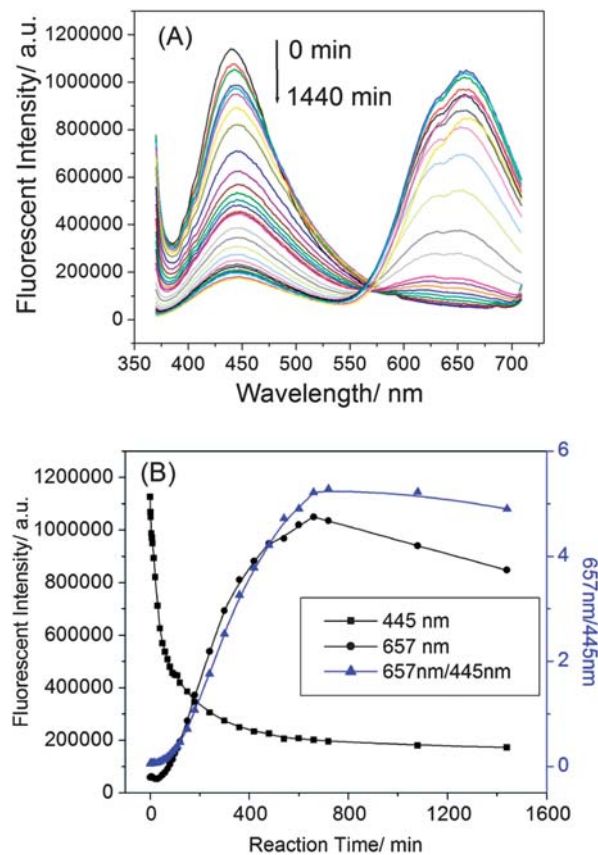 (A)
0 min
1440 min
Fluorescent Intensity/ a.u.
1200000
1000000
800000
600000
400000
200000
0
350 400 450 500 550 600 650 700
Wavelength/ nm
(B)
Fluorescent Intensity/ a.u.
1200000
1000000
800000
600000
400000
200000
0
445 nm
657 nm
657nm/445nm
6
4
2
0
657nm/445nm
0 400 800 1200 1600
Reaction Time/ min